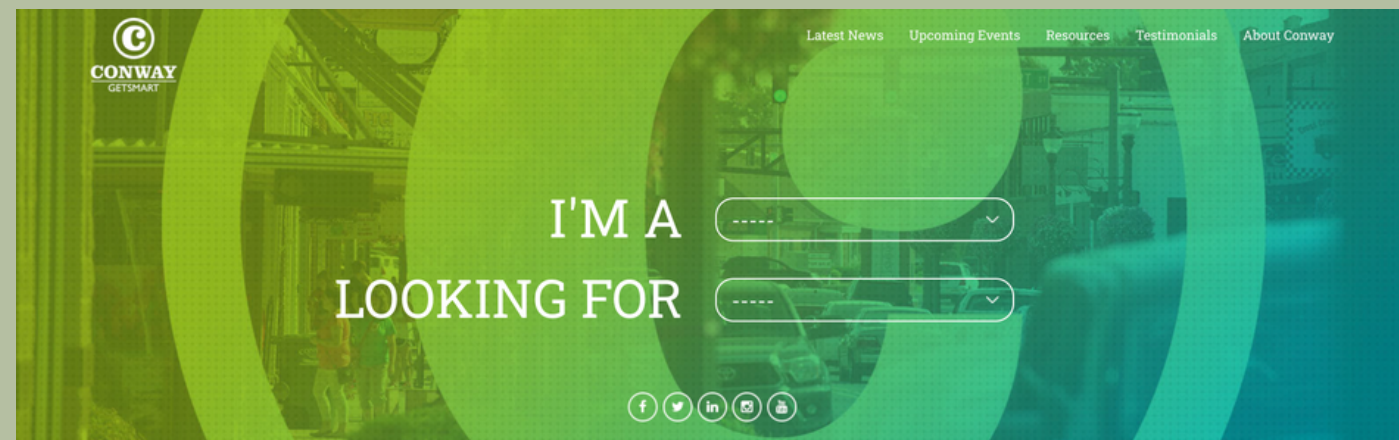 C
CONWAY
GETSMART
Latest News Upcoming Events Resources Testimonials About Conway
I'M A -----
LOOKING FOR -----